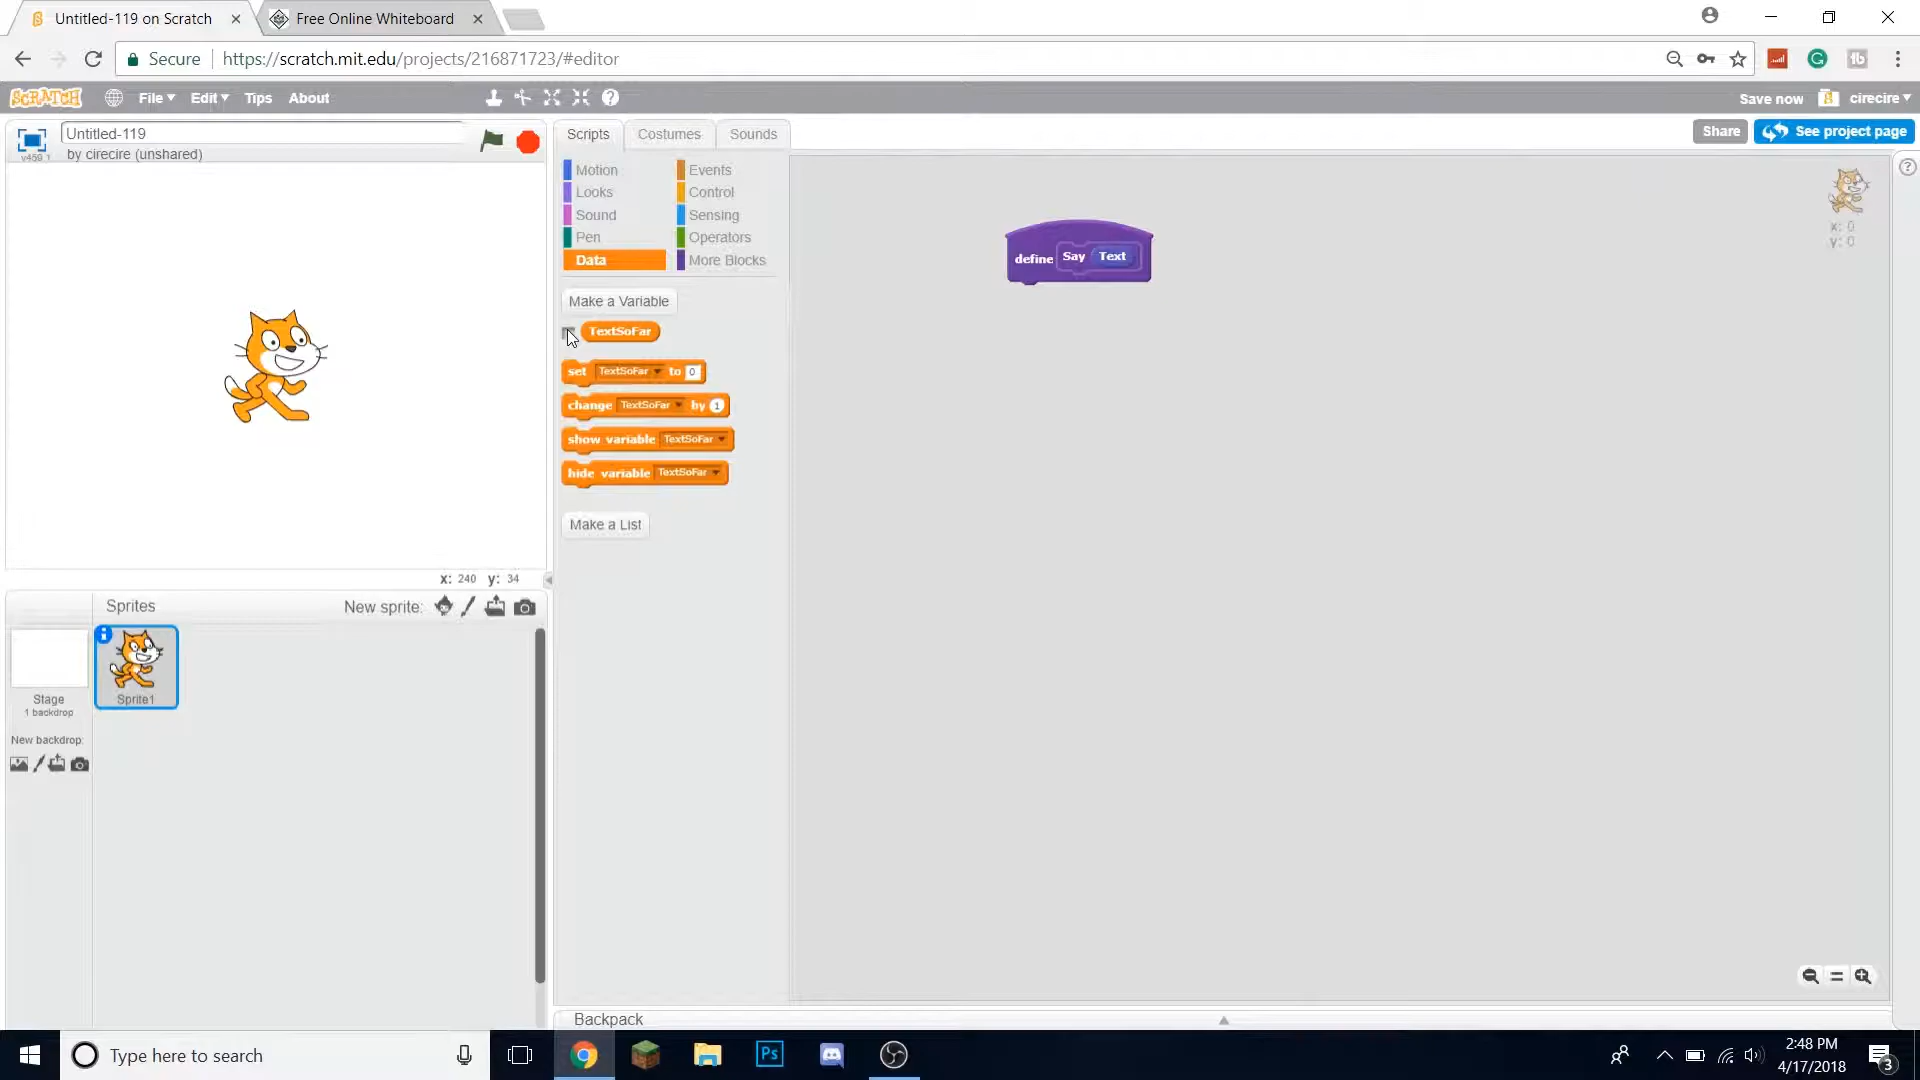 Untitled-119 on Scratch
Free Online Whiteboard
Secure https://scratch.mit.edu/projects/216871723/#editor
SCRATCH File Edit Tips About Save now cirecire
Untitled-119
by cirecire (unshared)
v459.1
Scripts Costumes Sounds
Share See project page
Motion Events
Looks Control
Sound Sensing
Pen Operators
Data More Blocks
x: 0
y: 0
define Say Text
Make a Variable
TextSoFar
set TextSoFar to 0
change TextSoFar by 1
show variable TextSoFar
hide variable TextSoFar
Make a List
x: 240 y: 34
Sprites New sprite:
Stage
1 backdrop
New backdrop:
Sprite1
Backpack
Type here to search
Ps
2:48 PM
4/17/2018
3